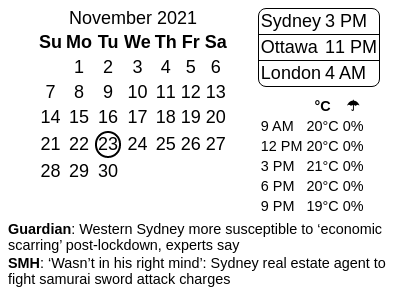 November 2021
Su Mo Tu We Th Fr Sa
1 2 3 4 5 6
7 8 9 10 11 12 13
14 15 16 17 18 19 20
21 22 23 24 25 26 27
28 29 30
Sydney 3 PM
Ottawa 11 PM
London 4 AM
°C ☂
9 AM 20°C 0%
12 PM 20°C 0%
3 PM 21°C 0%
6 PM 20°C 0%
9 PM 19°C 0%
Guardian: Western Sydney more susceptible to ‘economic
scarring’ post-lockdown, experts say
SMH: ‘Wasn’t in his right mind’: Sydney real estate agent to
fight samurai sword attack charges